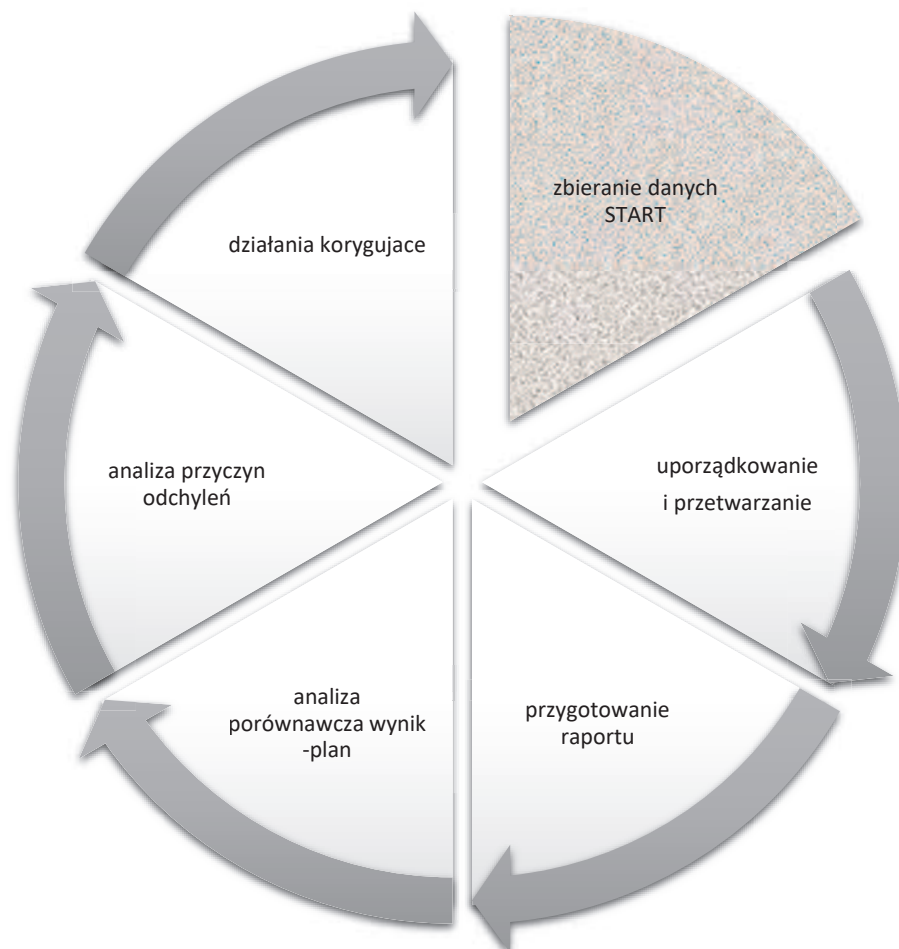 zbieranie danych
START
uporządkowanie
i przetwarzanie
przygotowanie
raportu
analiza
porównawcza wynik
-plan
analiza przyczyn
odchyleń
działania korygujace